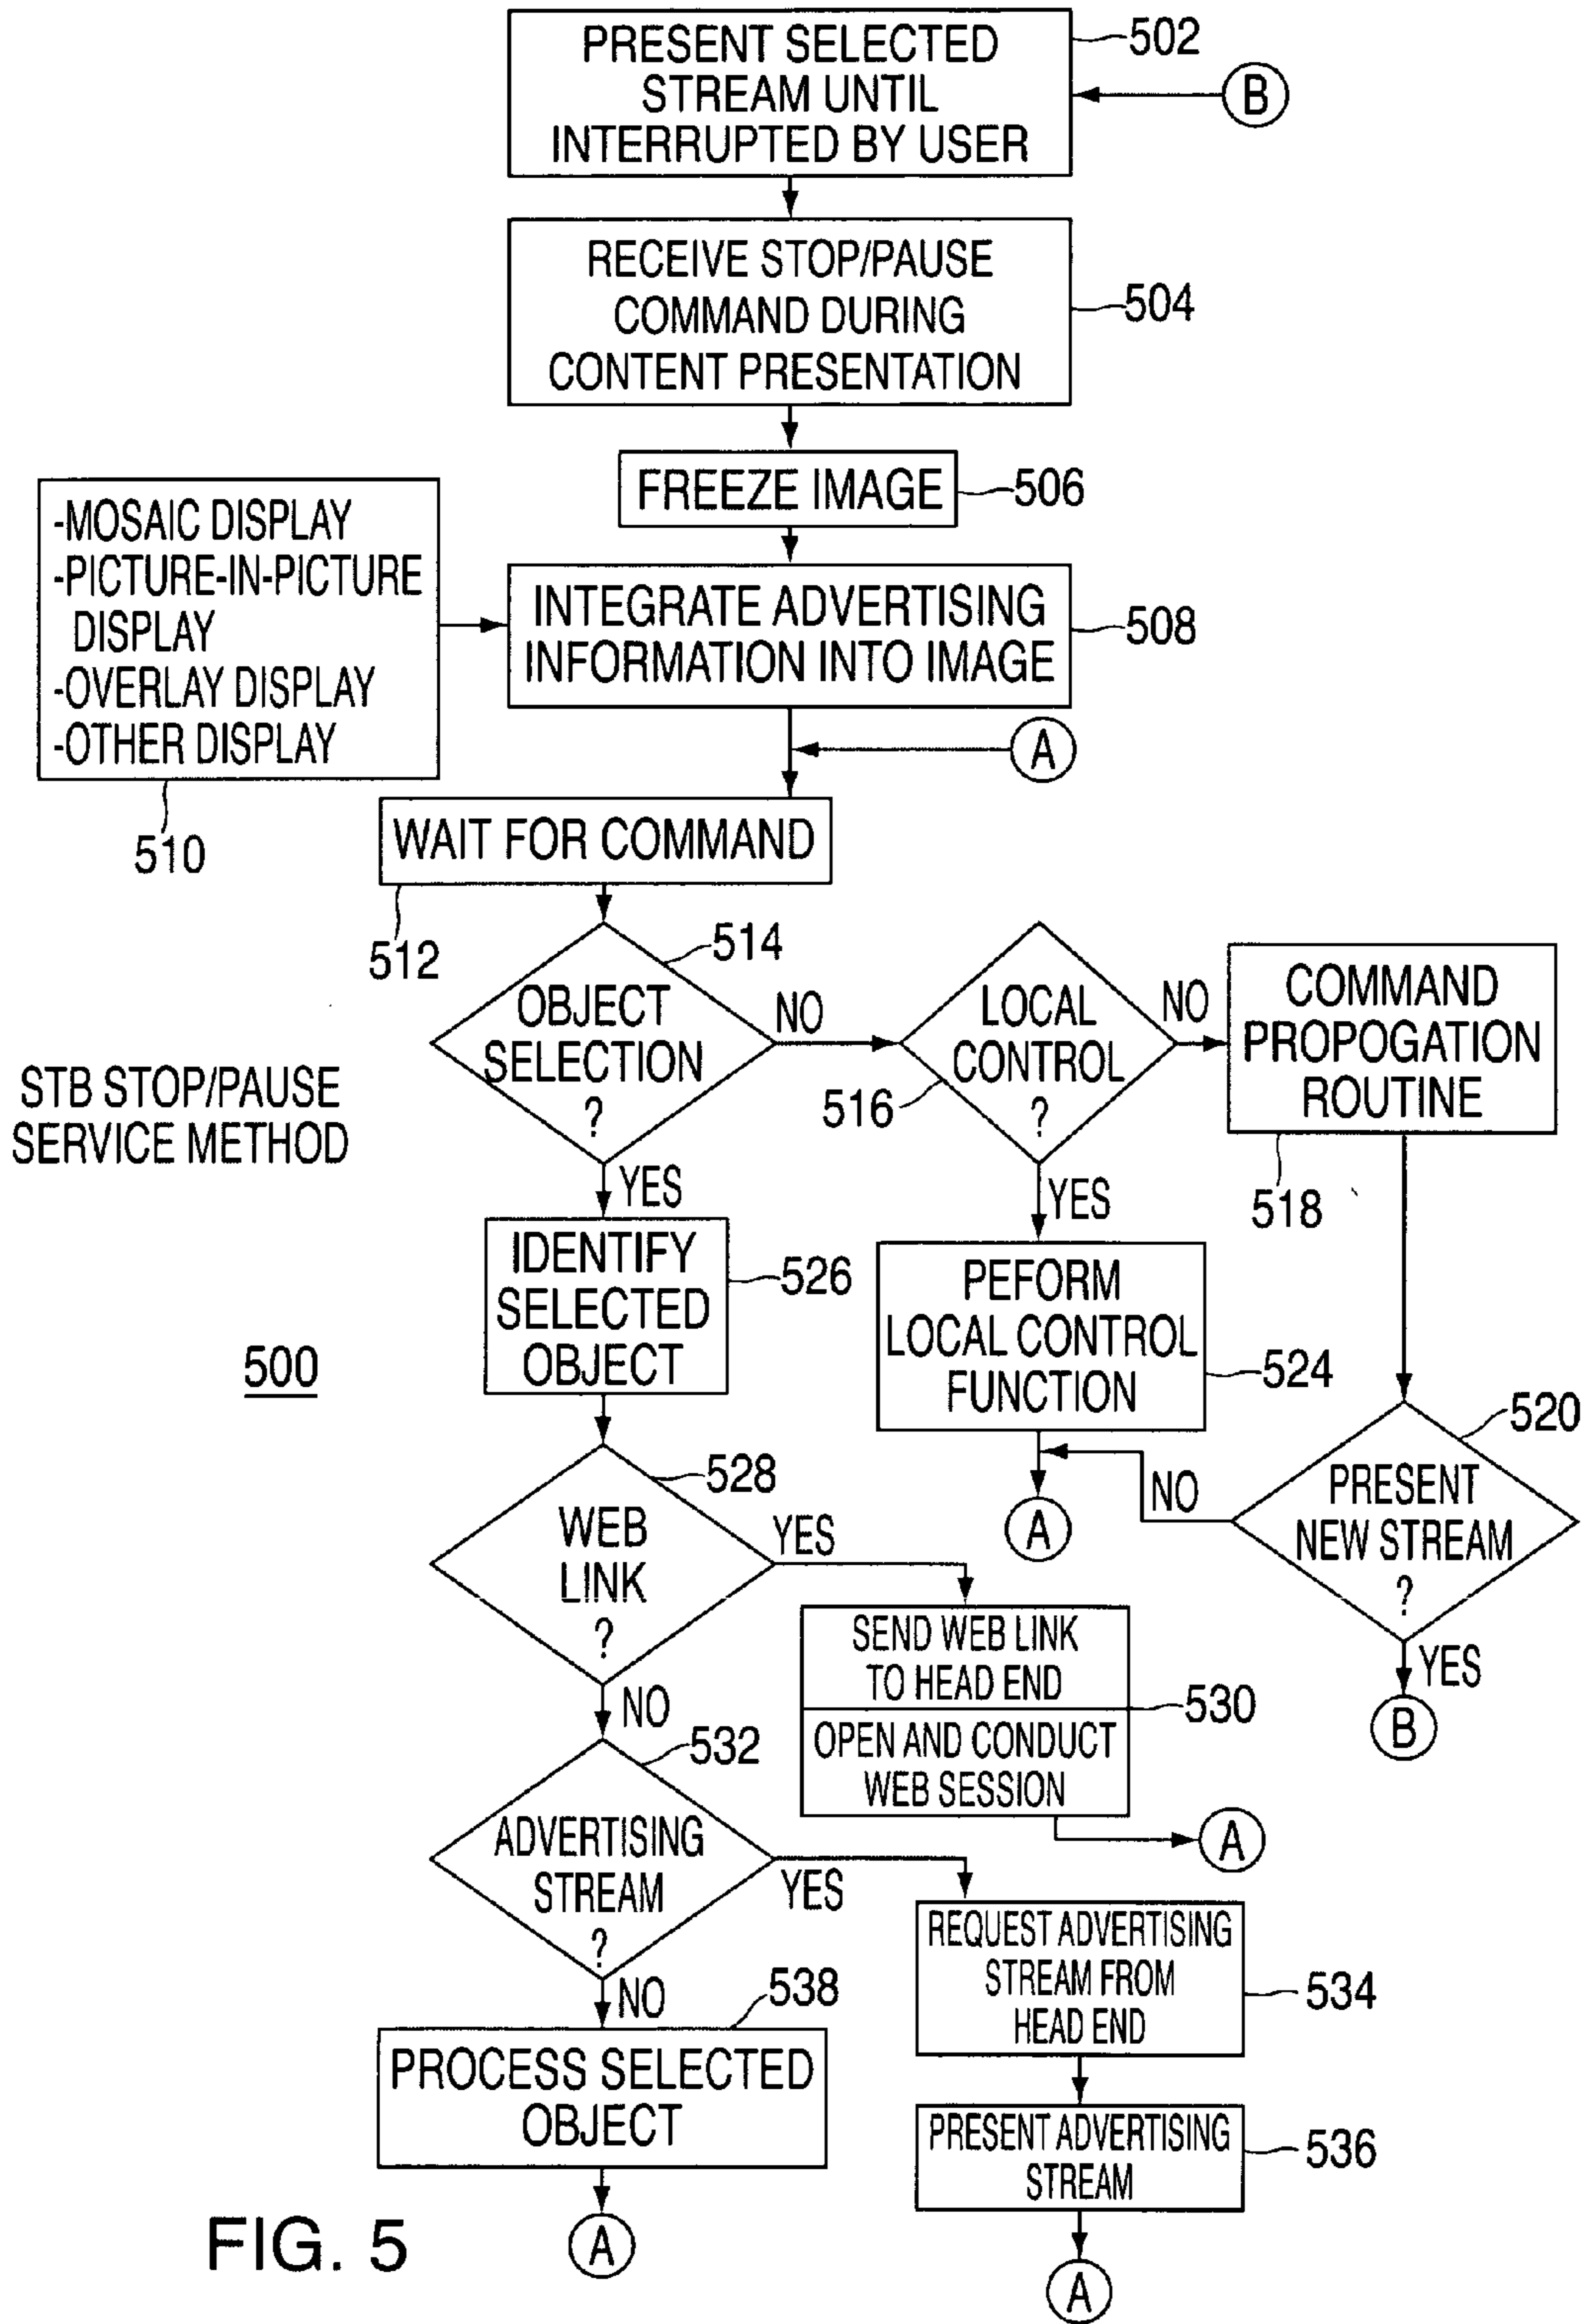 PRESENT SELECTED
STREAM UNTIL
INTERRUPTED BY USER
502
B
RECEIVE STOP/PAUSE
COMMAND DURING
CONTENT PRESENTATION
504
FREEZE IMAGE
506
-MOSAIC DISPLAY
-PICTURE-IN-PICTURE
DISPLAY
-OVERLAY DISPLAY
-OTHER DISPLAY
510
INTEGRATE ADVERTISING
INFORMATION INTO IMAGE
508
A
WAIT FOR COMMAND
512
OBJECT
SELECTION
?
514
NO
LOCAL
CONTROL
?
516
NO
COMMAND
PROPOGATION
ROUTINE
518
STB STOP/PAUSE
SERVICE METHOD
YES
YES
IDENTIFY
SELECTED
OBJECT
526
PEFORM
LOCAL CONTROL
FUNCTION
524
500
520
PRESENT
NEW STREAM
?
NO
A
YES
B
528
WEB
LINK
?
YES
SEND WEB LINK
TO HEAD END
OPEN AND CONDUCT
WEB SESSION
530
A
NO
532
ADVERTISING
STREAM
?
YES
REQUEST ADVERTISING
STREAM FROM
HEAD END
534
NO
538
PROCESS SELECTED
OBJECT
PRESENT ADVERTISING
STREAM
536
A
A
FIG. 5